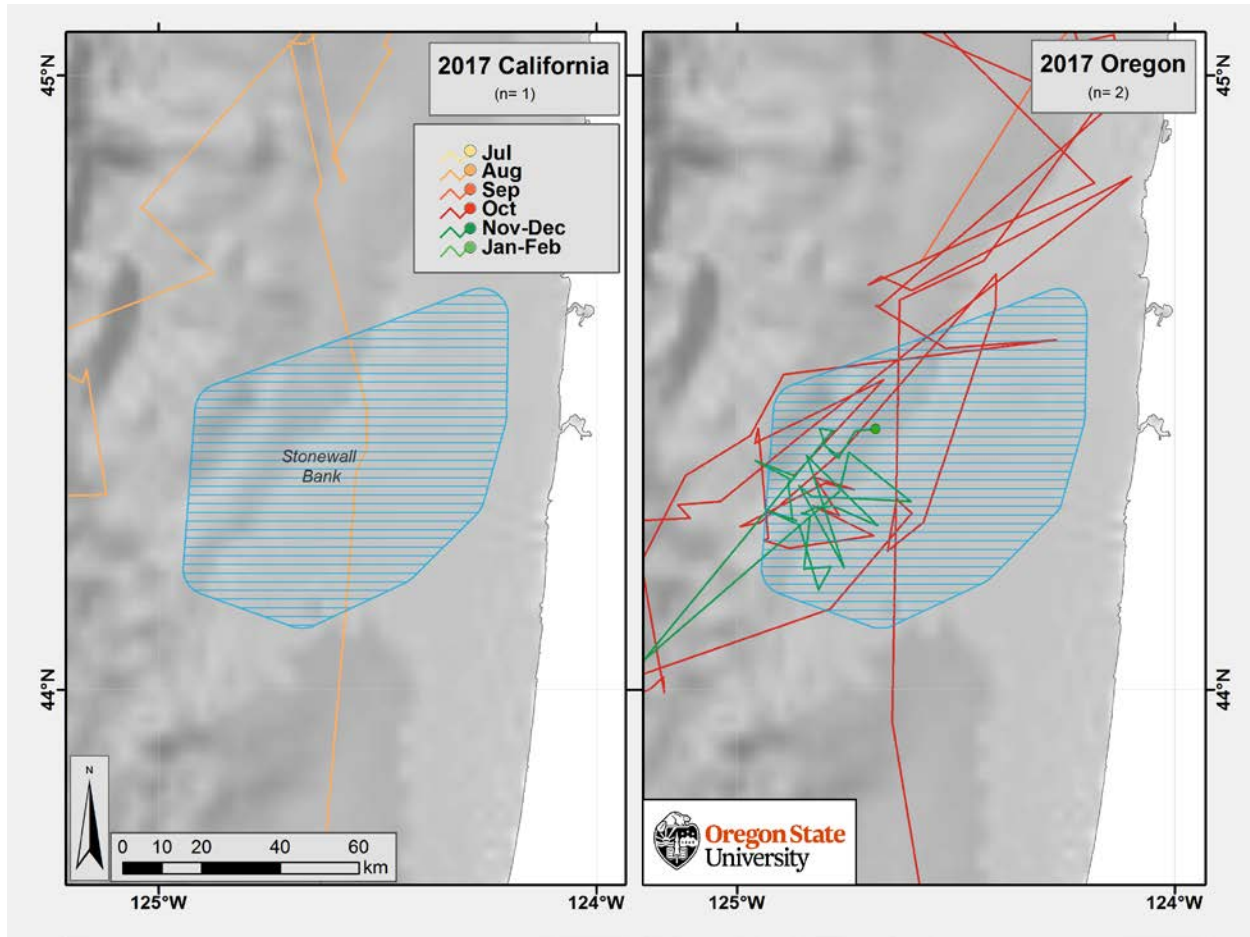 2017 California
(n= 1)
Jul
Aug
Sep
Oct
Nov-Dec
Jan-Feb
Stonewall
Bank
N
0 10 20 40 60
km
45°N
44°N
125°W
124°W
2017 Oregon
(n= 2)
Oregon State
University
45°N
44°N
125°W
124°W